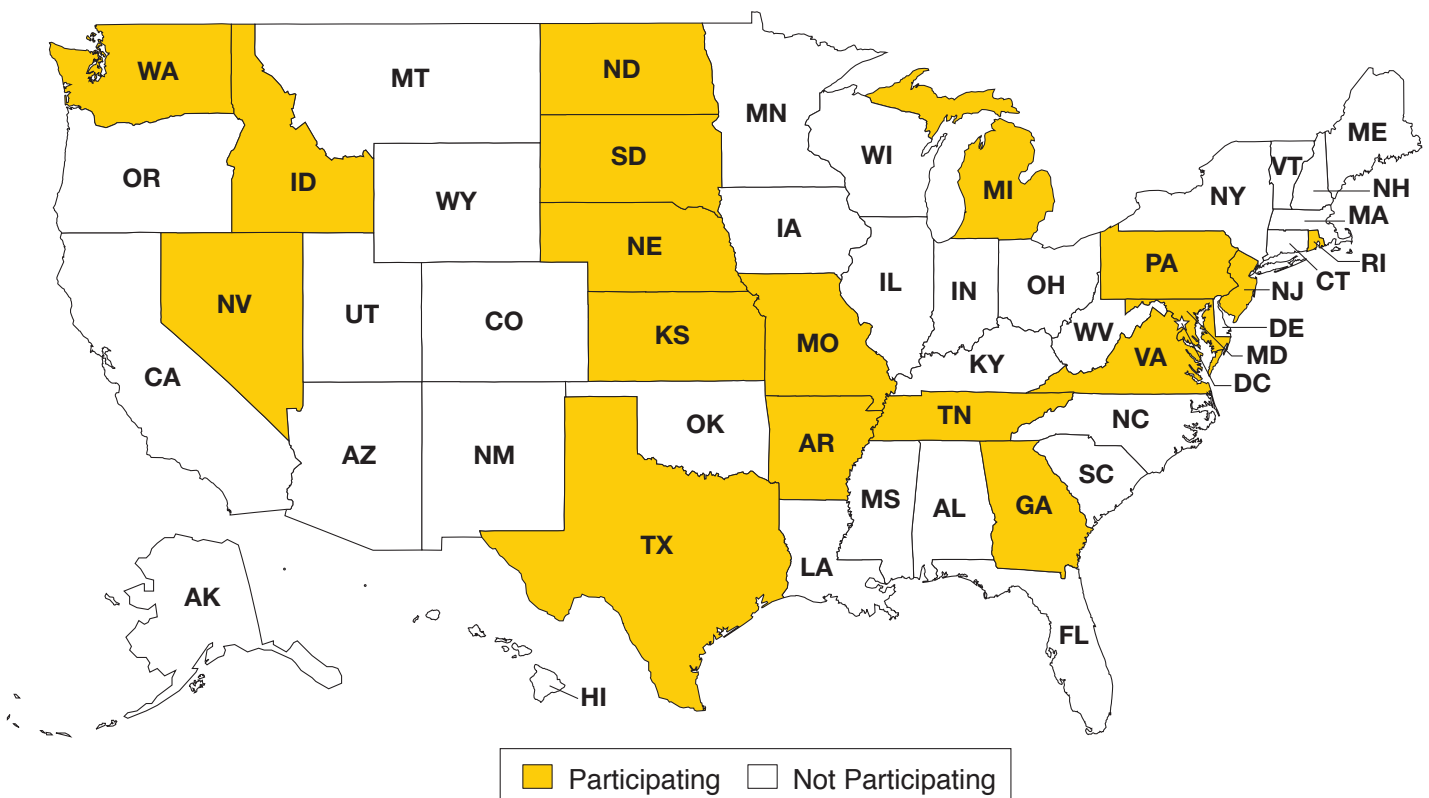 WA
MT
ND
MN
ME
SD
WI
VT
OR
ID
MI
NH
WY
NY
MA
IA
NE
PA
RI
CT
NV
IL
IN
OH
NJ
UT
CO
DE
WV
KS
MO
VA
MD
KY
CA
DC
TN
NC
OK
AR
AZ
NM
SC
MS
AL
GA
TX
LA
AK
FL
HI
Participating
Not Participating